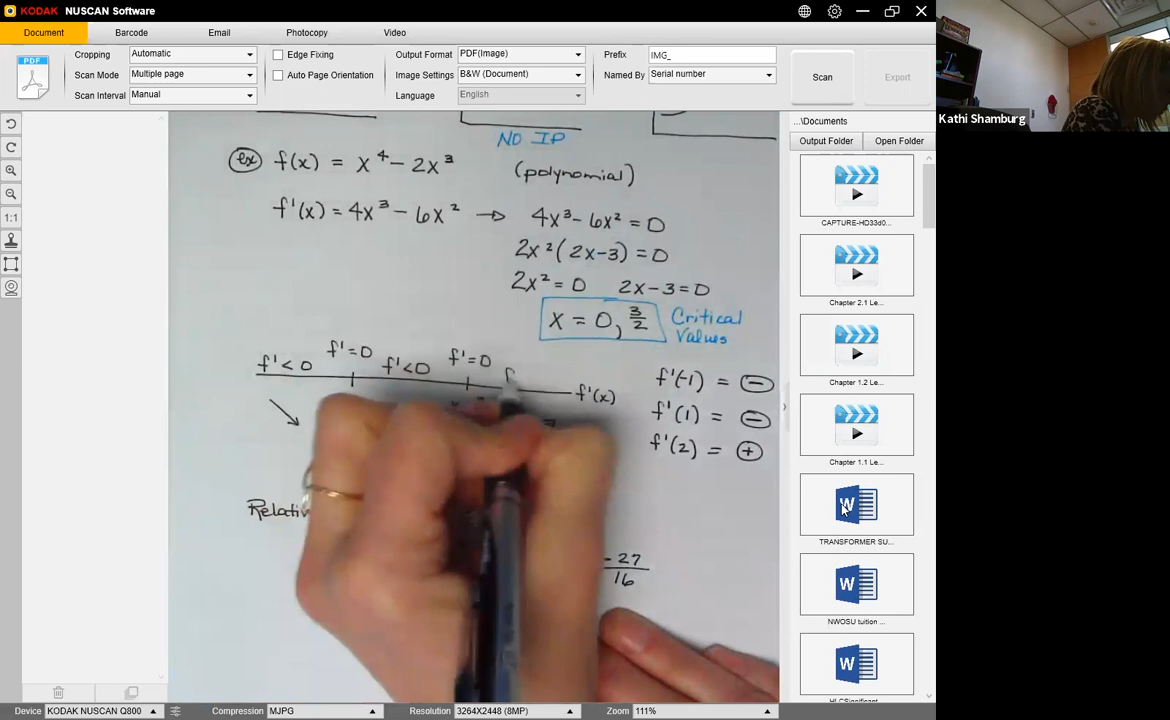 KODAK NUSCAN Software
Document Barcode Email Photocopy Video
Cropping Automatic
Scan Mode Multiple page
Scan Interval Manual
Edge Fixing
Auto Page Orientation
Output Format PDF(Image)
Image Settings B&W (Document)
Language English
Prefix IMG_
Named By Serial number
Scan
Export
PDF
...\Documents
Output Folder Open Folder
Kathi Shamburg
1:1
NO IP
ex f(x) = x⁴ - 2x³ (polynomial)
f'(x) = 4x³ - 6x² → 4x³ - 6x² = 0
2x²(2x-3) = 0
2x² = 0 2x-3=0
x = 0, 3/2 Critical Values
f' < 0 f'=0 f'<0 f'=0 f
f'(x)
f'(-1) = -
f'(1) = -
f'(2) = +
-27/16
CAPTURE-HD33d0...
Chapter 2.1 Le...
Chapter 1.2 Le...
Chapter 1.1 Le...
W
TRANSFORMER SU...
W
NWOSU tuition ...
W
Device KODAK NUSCAN Q800
Compression: MJPG
Resolution 3264X2448 (8MP)
Zoom 111%